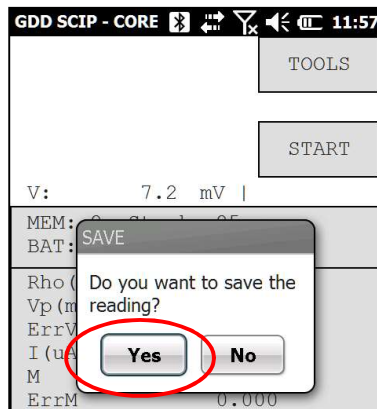 GDD SCIP - CORE 11:57
TOOLS
START
V: 7.2 mV |
MEM:
BAT:
SAVE
Do you want to save the
reading?
Yes No
Rho(
Vp(m
ErrV
I(uA
M
ErrM 0.000